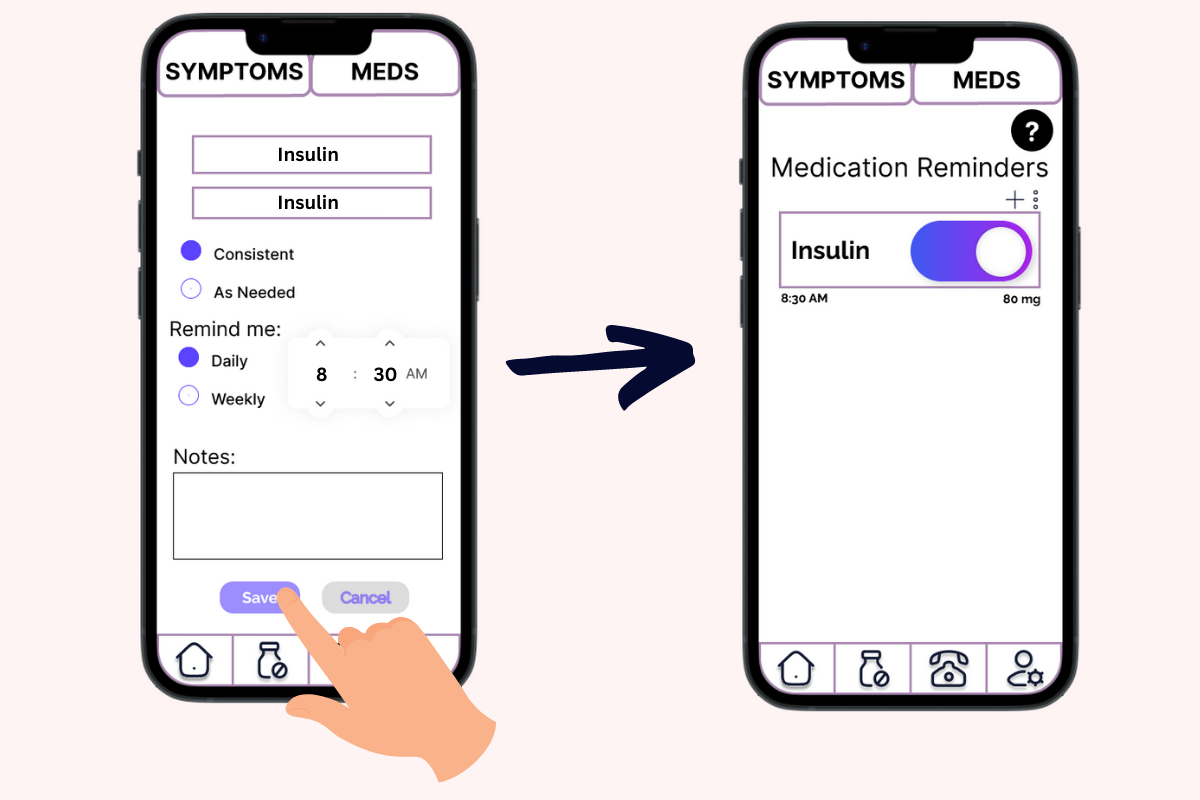 SYMPTOMS MEDS
Insulin
Insulin
Consistent
As Needed
Remind me:
Daily
Weekly
8 : 30 AM
Notes:
Save Cancel
SYMPTOMS MEDS
?
Medication Reminders
Insulin
8:30 AM 80 mg